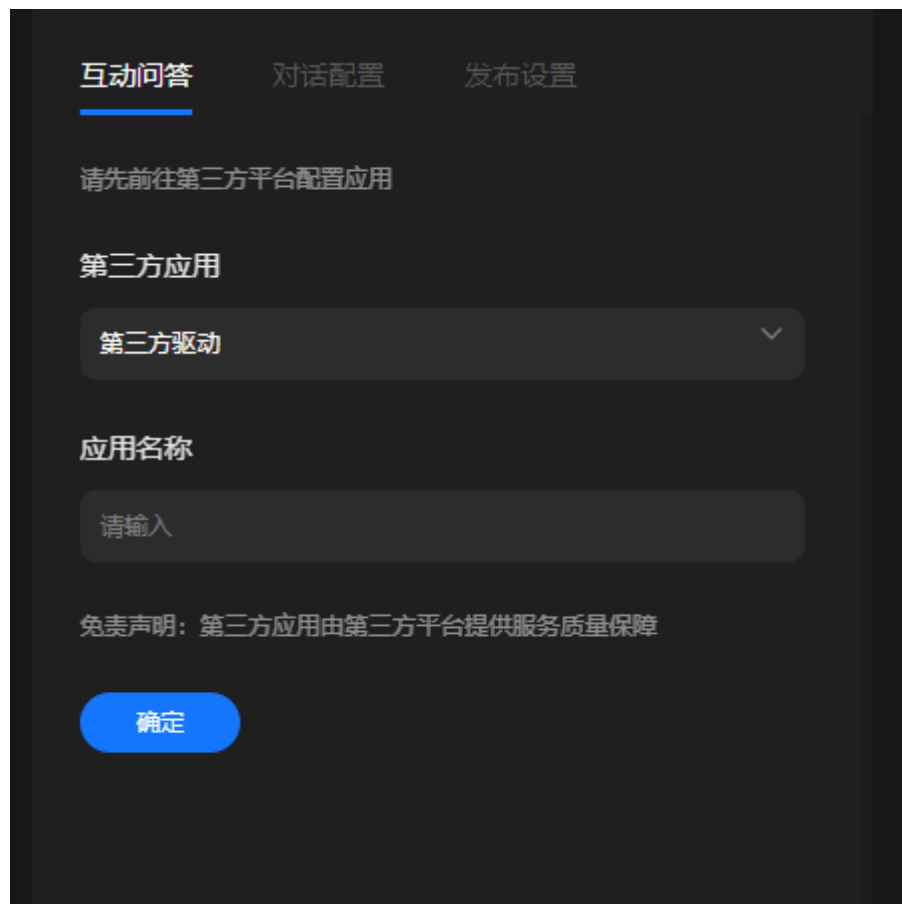 互动问答 对话配置 发布设置
请先前往第三方平台配置应用
第三方应用
第三方驱动
应用名称
请输入
免责声明：第三方应用由第三方平台提供服务质量保障
确定